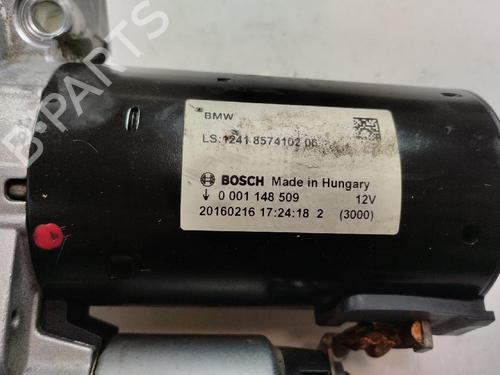 BMW
LS:1241 8574102 06
BOSCH Made in Hungary
0 001 148 509 12V
20160216 17:24:18 2 (3000)
B-PARTS